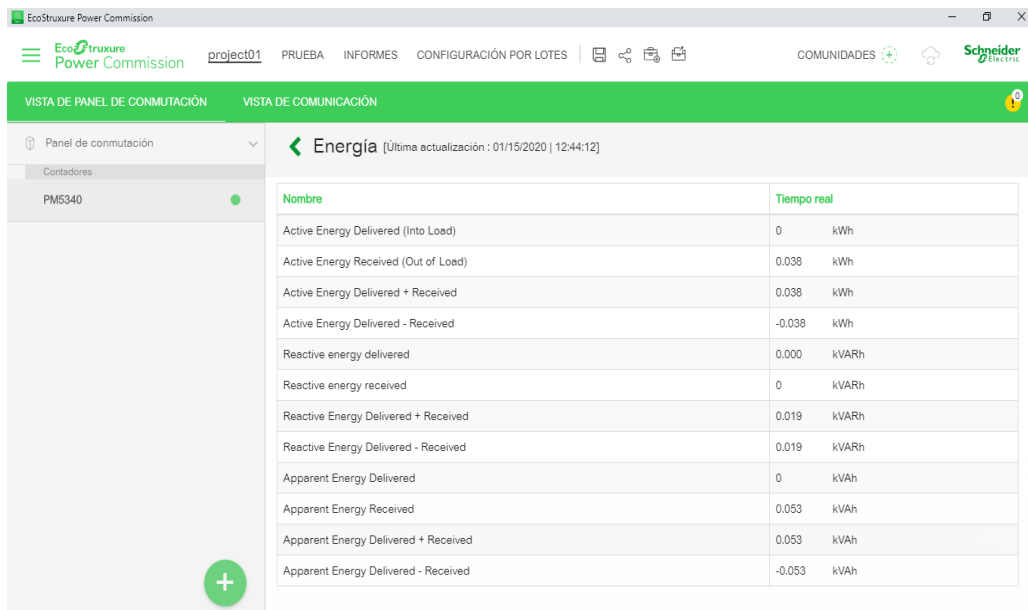 EcoStruxure Power Commission
EcoStruxure
Power Commission
project01 PRUEBA INFORMES CONFIGURACIÓN POR LOTES COMUNIDADES
Schneider
Electric
VISTA DE PANEL DE CONMUTACIÓN VISTA DE COMUNICACIÓN 0
Panel de conmutación
Energía [Última actualización : 01/15/2020 | 12:44:12]
Contadores
PM5340
Nombre Tiempo real
Active Energy Delivered (Into Load) 0 kWh
Active Energy Received (Out of Load) 0.038 kWh
Active Energy Delivered + Received 0.038 kWh
Active Energy Delivered - Received -0.038 kWh
Reactive energy delivered 0.000 kVARh
Reactive energy received 0 kVARh
Reactive Energy Delivered + Received 0.019 kVARh
Reactive Energy Delivered - Received 0.019 kVARh
Apparent Energy Delivered 0 kVAh
Apparent Energy Received 0.053 kVAh
Apparent Energy Delivered + Received 0.053 kVAh
Apparent Energy Delivered - Received -0.053 kVAh